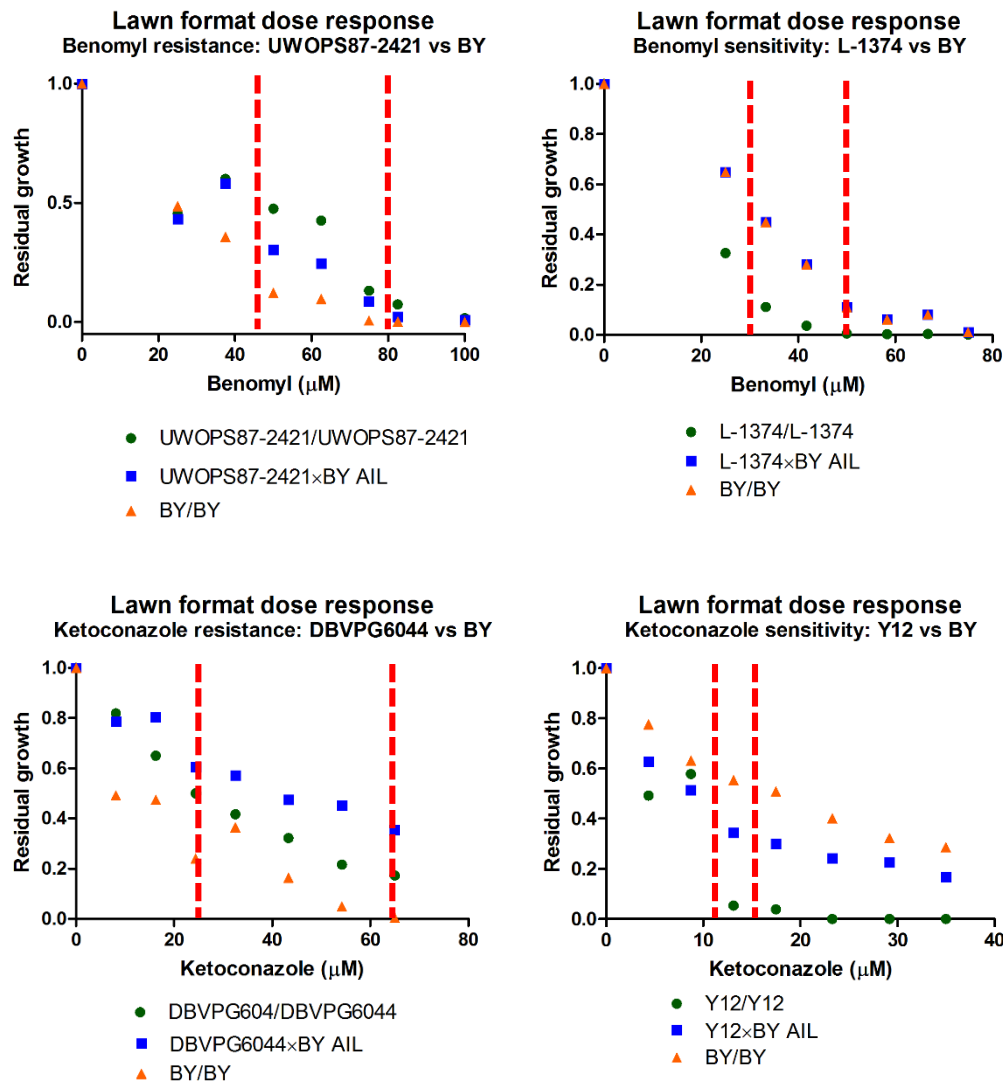 Lawn format dose response
Benomyl resistance: UWOPS87-2421 vs BY
1.0
0.5
0.0
Residual growth
0 20 40 60 80 100
Benomyl (μM)
UWOPS87-2421/UWOPS87-2421
UWOPS87-2421×BY AIL
BY/BY
Lawn format dose response
Benomyl sensitivity: L-1374 vs BY
1.0
0.8
0.6
0.4
0.2
0.0
Residual growth
0 20 40 60 80
Benomyl (μM)
L-1374/L-1374
L-1374×BY AIL
BY/BY
Lawn format dose response
Ketoconazole resistance: DBVPG6044 vs BY
1.0
0.8
0.6
0.4
0.2
0.0
Residual growth
0 20 40 60 80
Ketoconazole (μM)
DBVPG604/DBVPG6044
DBVPG6044×BY AIL
BY/BY
Lawn format dose response
Ketoconazole sensitivity: Y12 vs BY
1.0
0.8
0.6
0.4
0.2
0.0
Residual growth
0 10 20 30 40
Ketoconazole (μM)
Y12/Y12
Y12×BY AIL
BY/BY